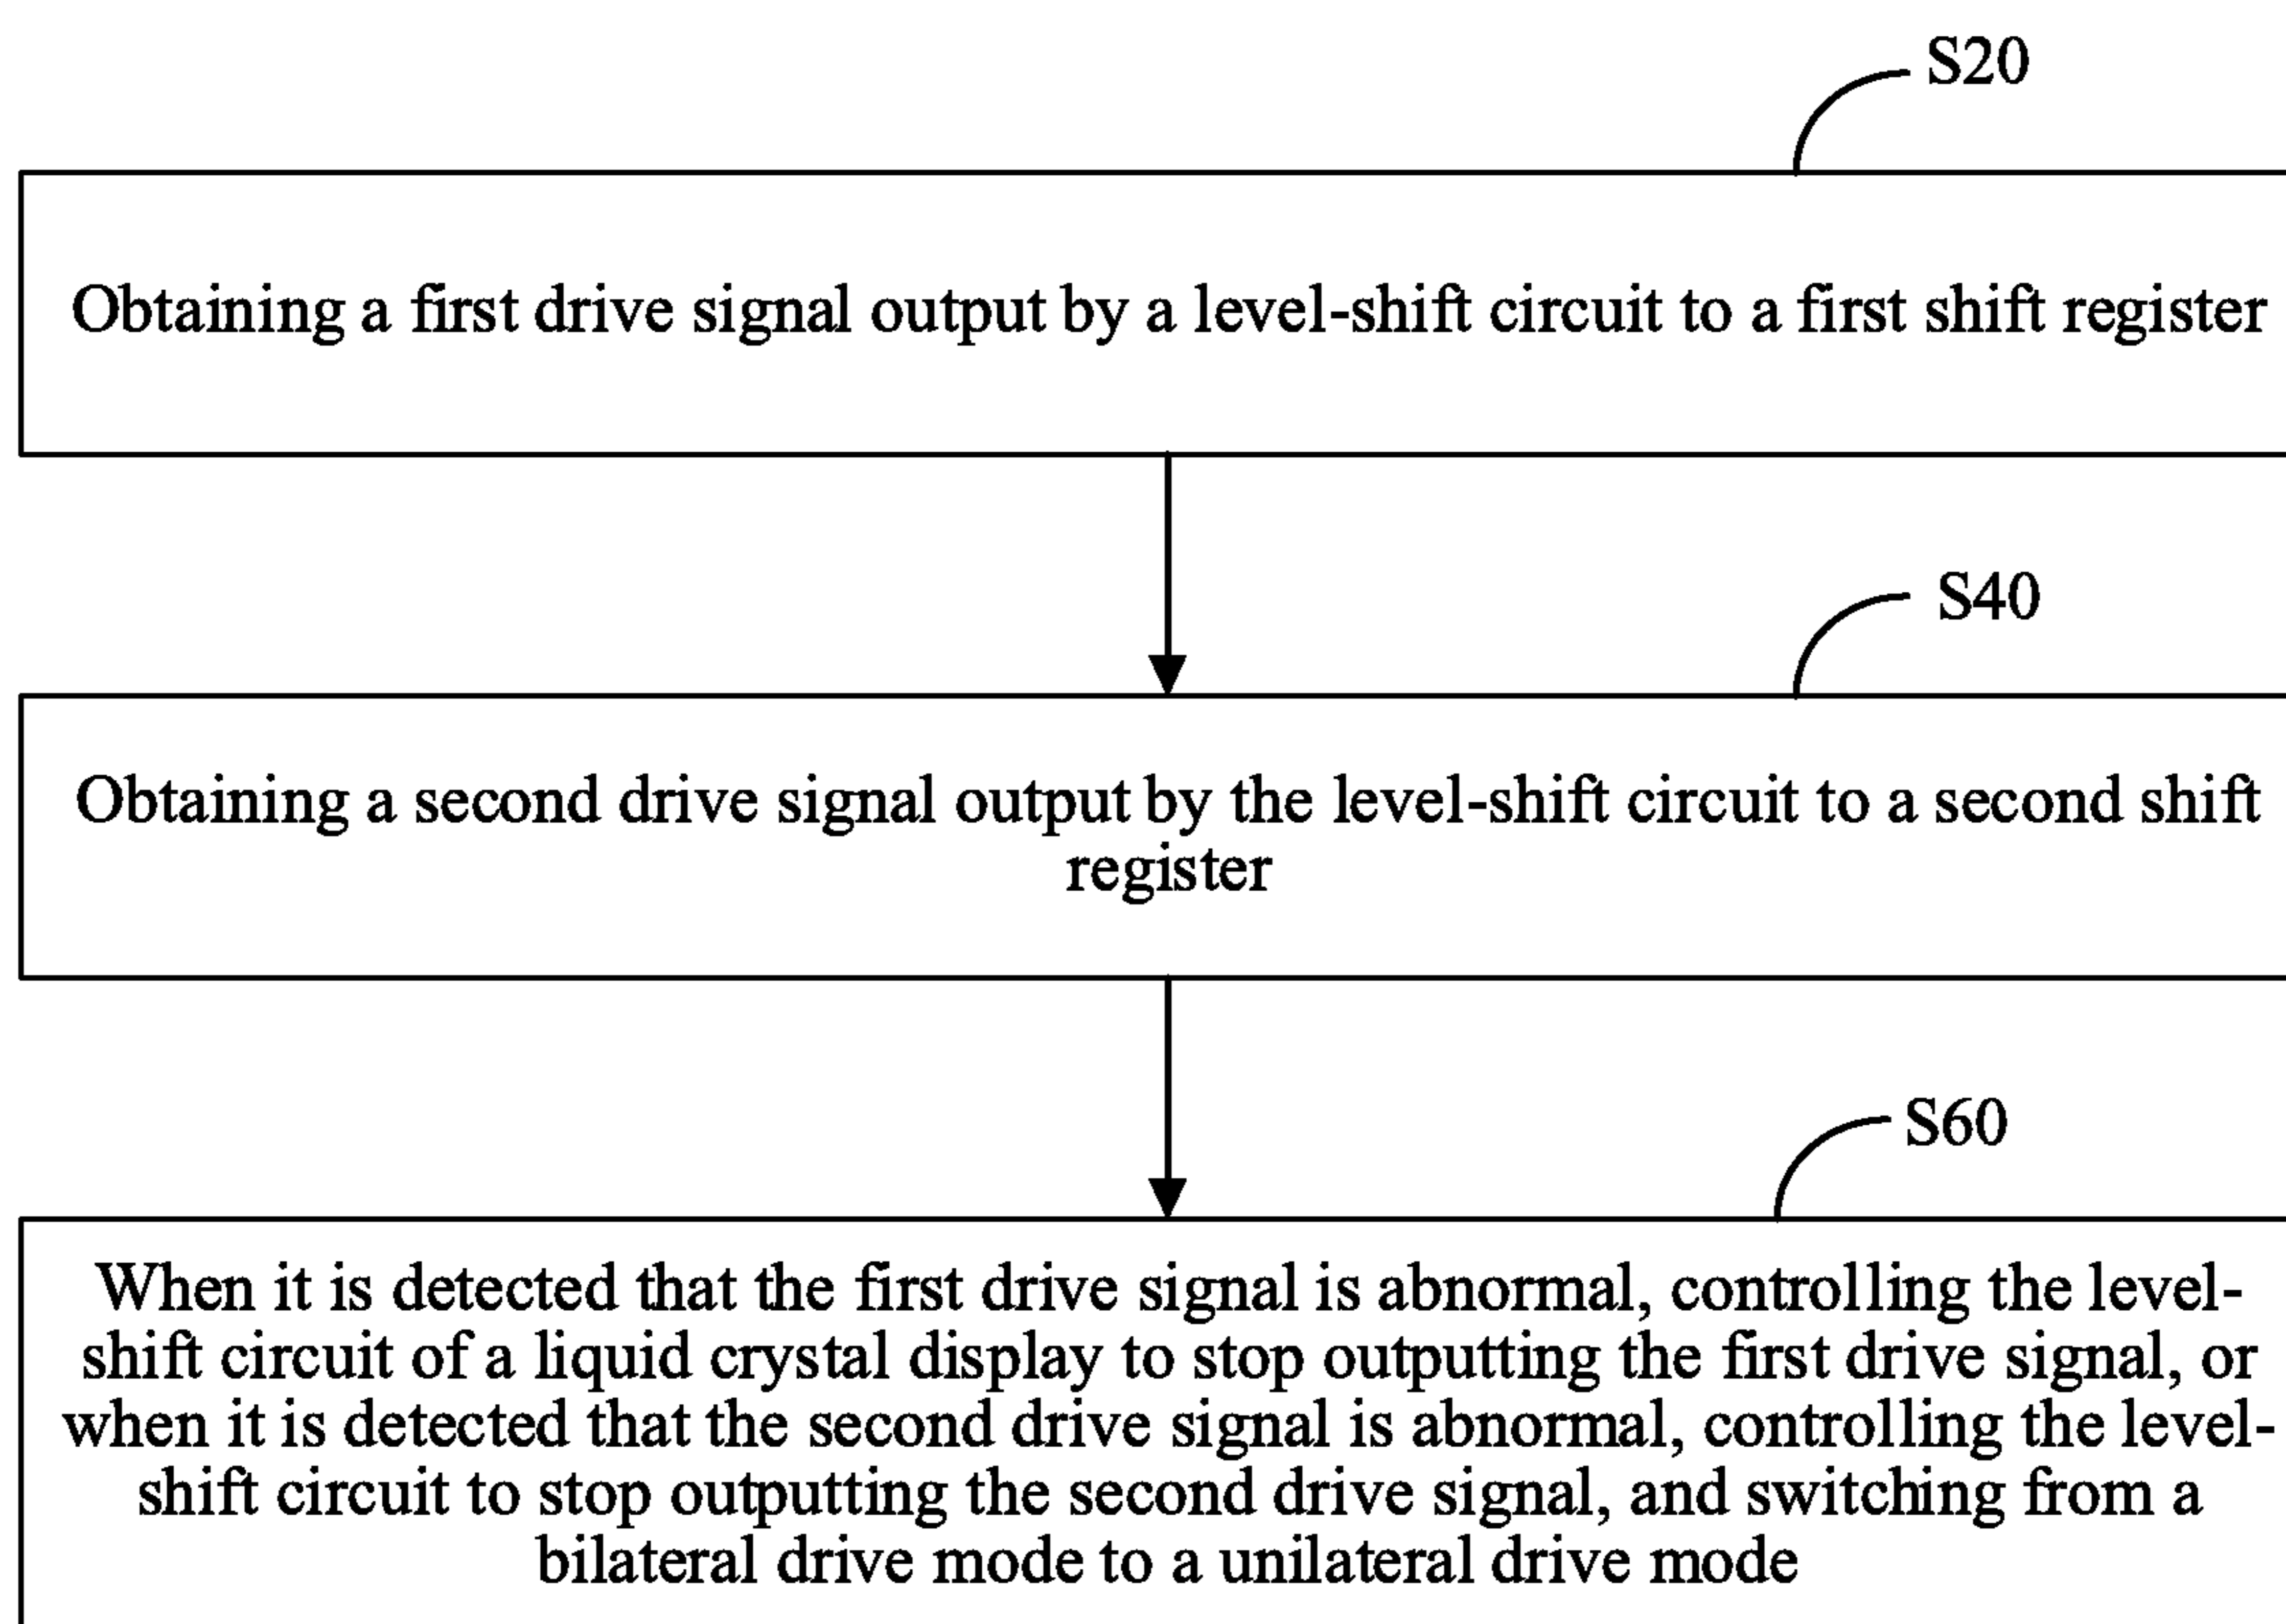 S20
Obtaining a first drive signal output by a level-shift circuit to a first shift register
S40
Obtaining a second drive signal output by the level-shift circuit to a second shift
register
S60
When it is detected that the first drive signal is abnormal, controlling the level-
shift circuit of a liquid crystal display to stop outputting the first drive signal, or
when it is detected that the second drive signal is abnormal, controlling the level-
shift circuit to stop outputting the second drive signal, and switching from a
bilateral drive mode to a unilateral drive mode